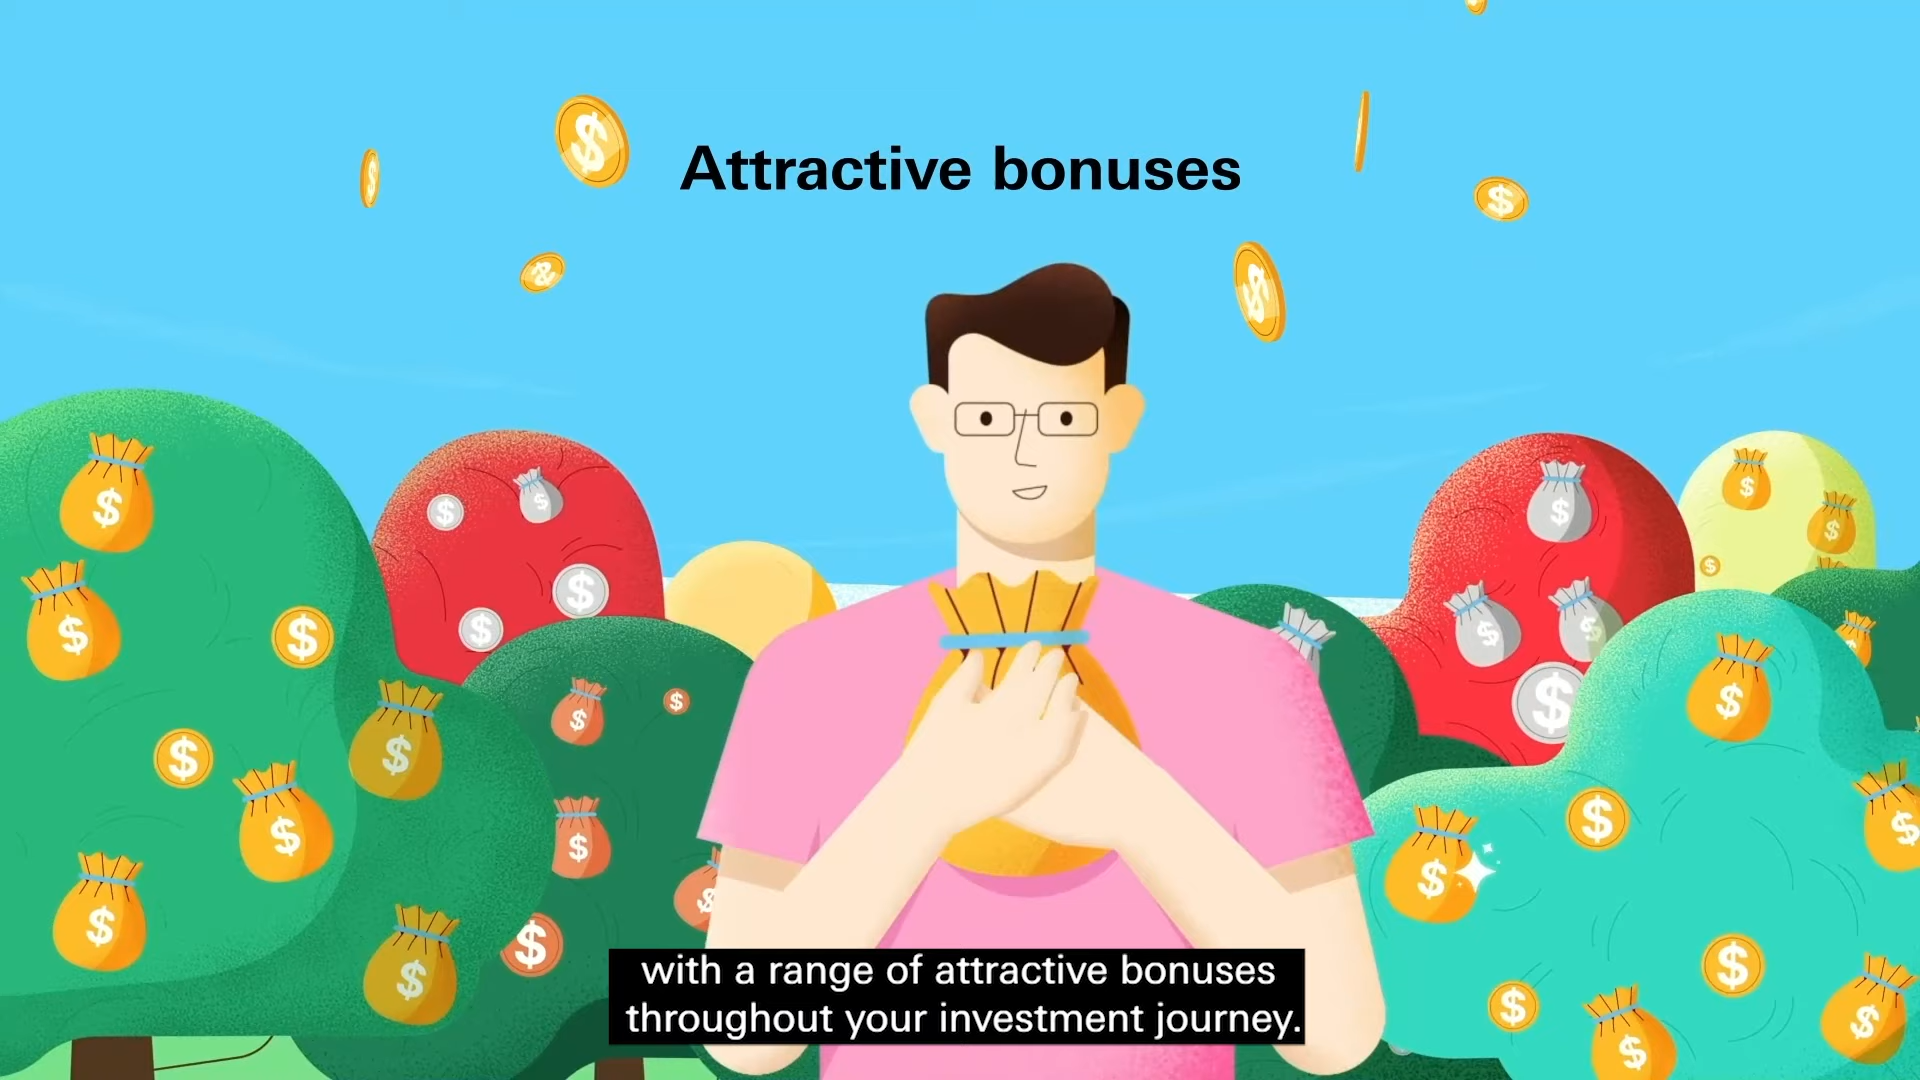 Attractive bonuses
with a range of attractive bonuses
throughout your investment journey.